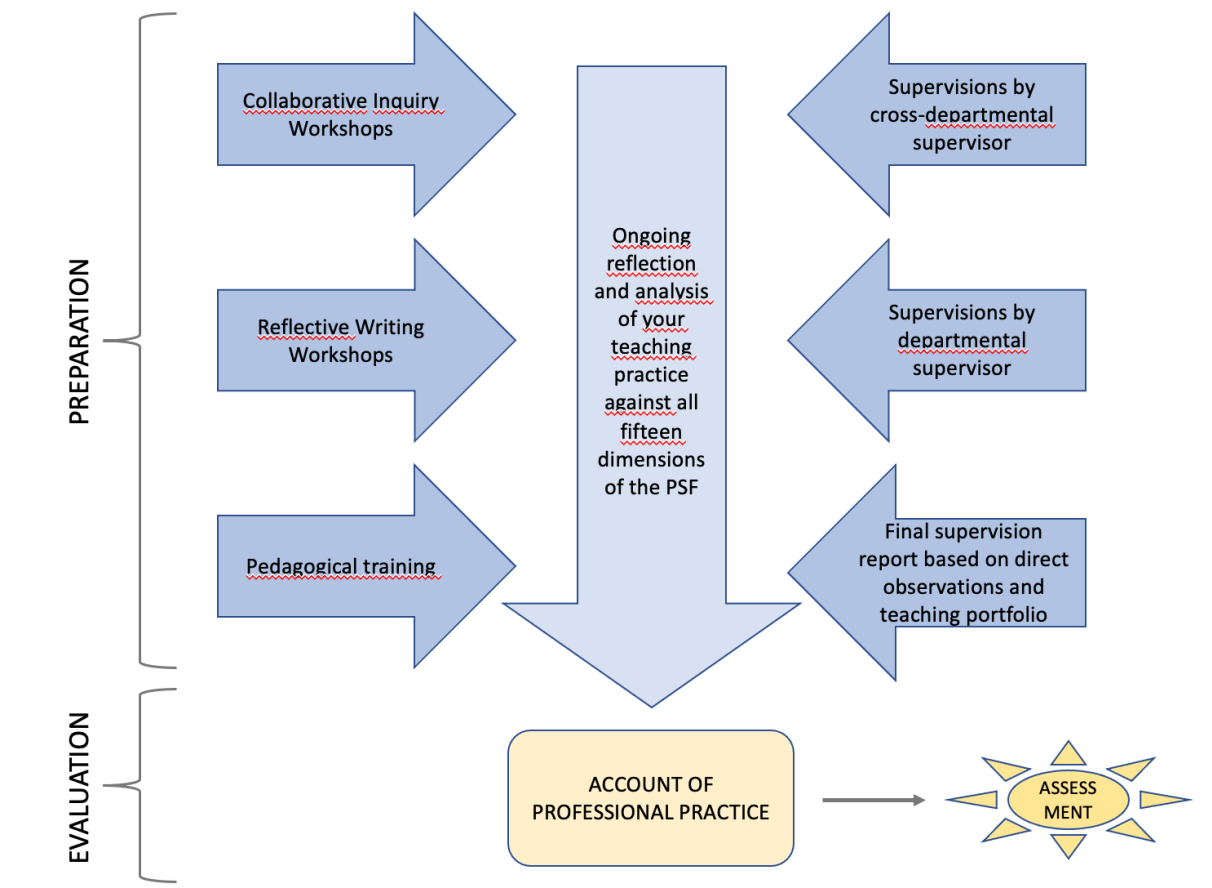 PREPARATION
Collaborative Inquiry
Workshops
Reflective Writing
Workshops
Pedagogical training
Ongoing
reflection
and analysis
of your
teaching
practice
against all
fifteen
dimensions
of the PSF
Supervisions by
cross-departmental
supervisor
Supervisions by
departmental
supervisor
Final supervision
report based on direct
observations and
teaching portfolio
EVALUATION
ACCOUNT OF
PROFESSIONAL PRACTICE
ASSESS
MENT